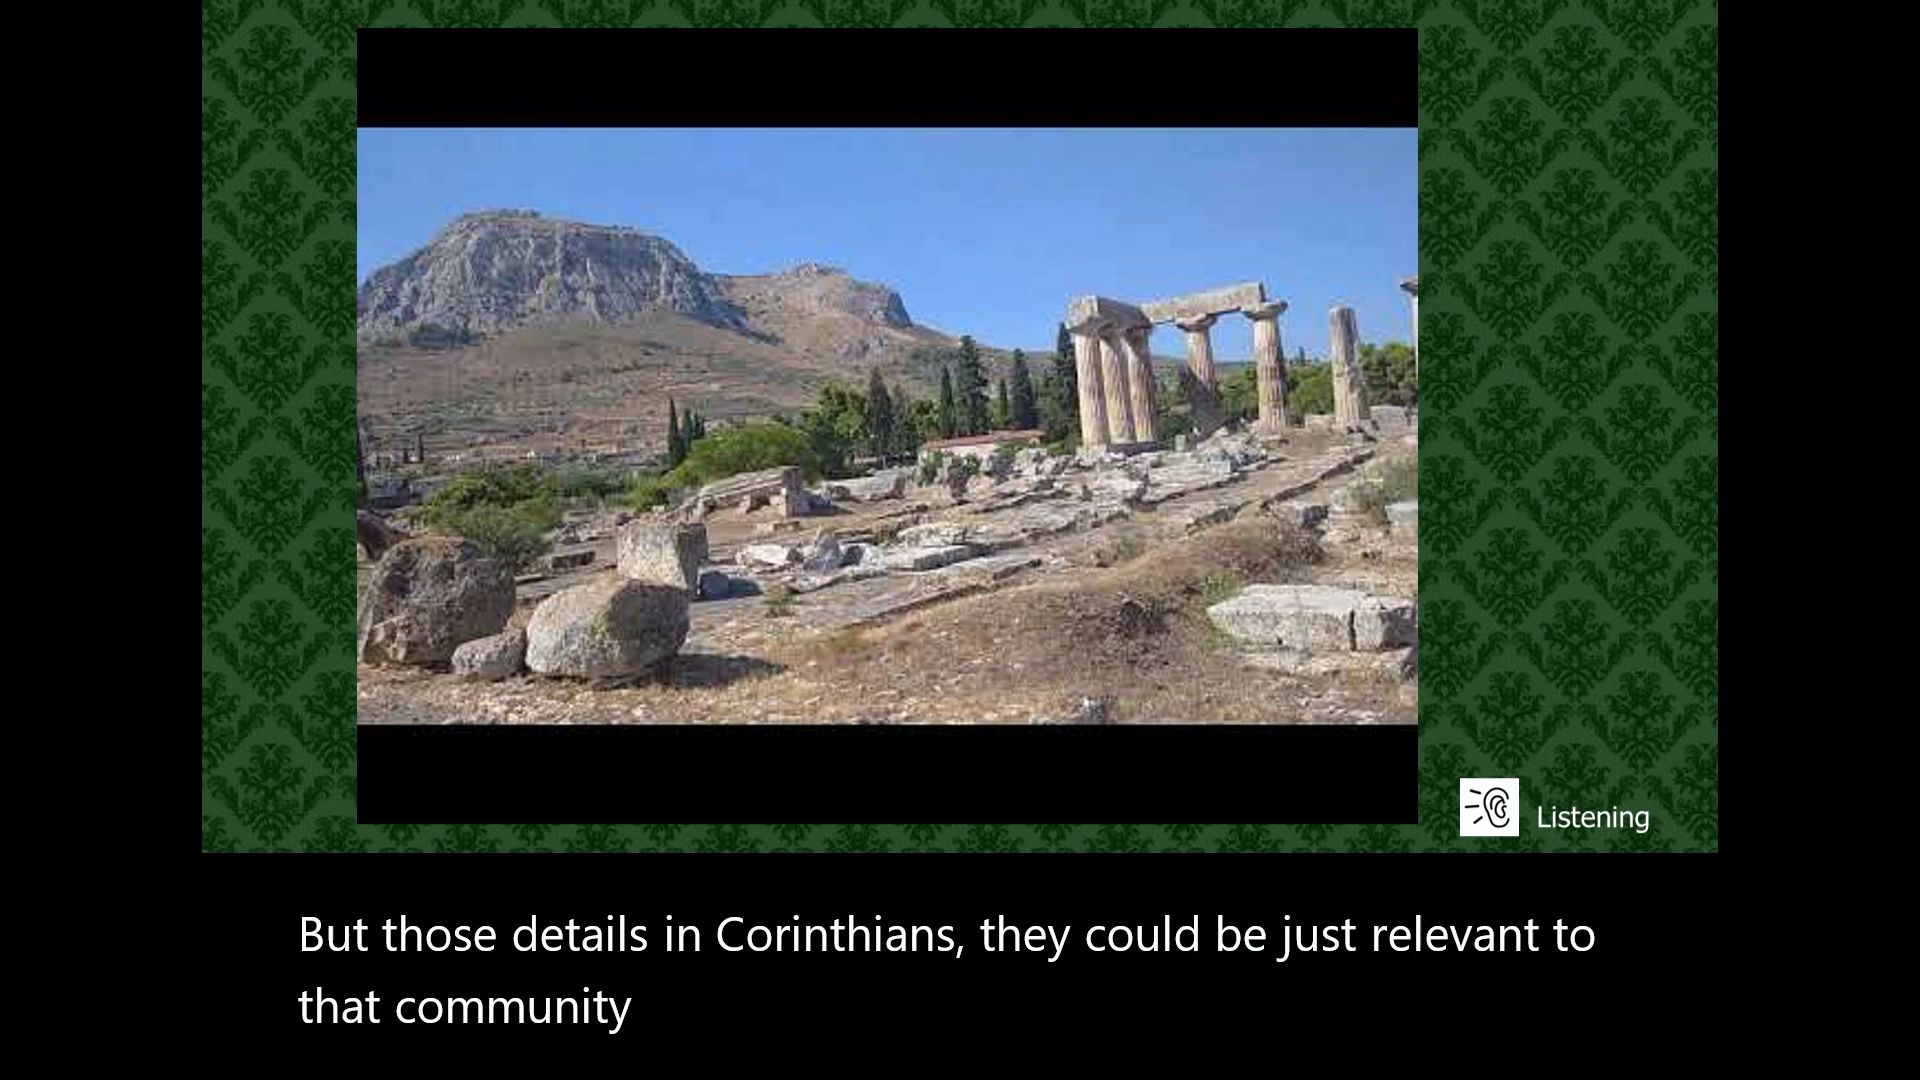 Listening
But those details in Corinthians, they could be just relevant to
that community